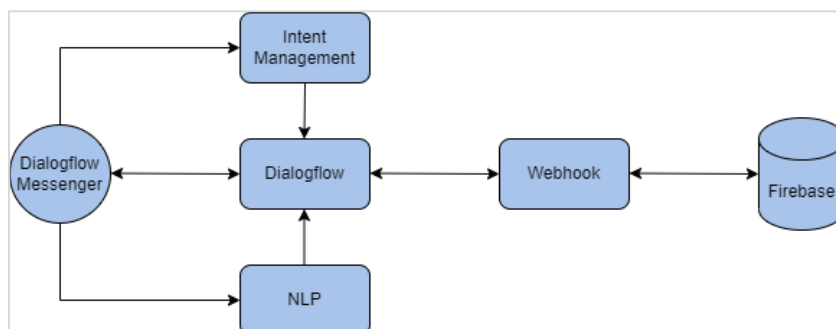 Intent
Management
Dialogflow
Messenger
Dialogflow
Webhook
Firebase
NLP